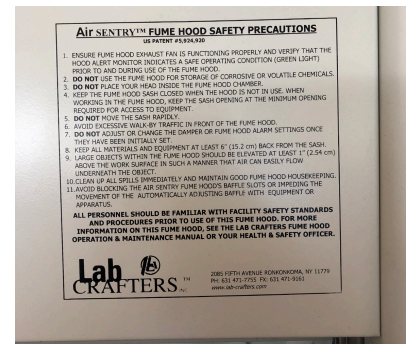 Air SENTRY™ FUME HOOD SAFETY PRECAUTIONS
US PATENT #5,924,920
1. ENSURE FUME HOOD EXHAUST FAN IS FUNCTIONING PROPERLY AND VERIFY THAT THE
HOOD ALERT MONITOR INDICATES A SAFE OPERATING CONDITION (GREEN LIGHT)
PRIOR TO AND DURING USE OF THE FUME HOOD.
2. DO NOT USE THE FUME HOOD FOR STORAGE OF CORROSIVE OR VOLATILE CHEMICALS.
3. DO NOT PLACE YOUR HEAD INSIDE THE FUME HOOD CHAMBER.
4. KEEP THE FUME HOOD SASH CLOSED WHEN THE HOOD IS NOT IN USE. WHEN
WORKING IN THE FUME HOOD, KEEP THE SASH OPENING AT THE MINIMUM OPENING
REQUIRED FOR ACCESS TO EQUIPMENT.
5. DO NOT MOVE THE SASH RAPIDLY.
6. AVOID EXCESSIVE WALK-BY TRAFFIC IN FRONT OF THE FUME HOOD.
7. DO NOT ADJUST OR CHANGE THE DAMPER OR FUME HOOD ALARM SETTINGS ONCE
THEY HAVE BEEN INITIALLY SET.
8. KEEP ALL MATERIALS AND EQUIPMENT AT LEAST 6" (15.2 cm) BACK FROM THE SASH.
9. LARGE OBJECTS WITHIN THE FUME HOOD SHOULD BE ELEVATED AT LEAST 1" (2.54 cm)
ABOVE THE WORK SURFACE IN SUCH A MANNER THAT AIR CAN EASILY FLOW
UNDERNEATH THE OBJECT.
10. CLEAN UP ALL SPILLS IMMEDIATELY AND MAINTAIN GOOD FUME HOOD HOUSEKEEPING.
11. AVOID BLOCKING THE AIR SENTRY FUME HOOD'S BAFFLE SLOTS OR IMPEDING THE
MOVEMENT OF THE AUTOMATICALLY ADJUSTING BAFFLE WITH EQUIPMENT OR
APPARATUS.
ALL PERSONNEL SHOULD BE FAMILIAR WITH FACILITY SAFETY STANDARDS
AND PROCEDURES PRIOR TO USE OF THIS FUME HOOD. FOR MORE
INFORMATION ON THIS FUME HOOD, SEE THE LAB CRAFTERS FUME HOOD
OPERATION & MAINTENANCE MANUAL OR YOUR HEALTH & SAFETY OFFICER.
Lab
CRAFTERS ™
2085 FIFTH AVENUE RONKONKOMA, NY 11779
PH: 631 471-7755 FX: 631 471-9161
www.lab-crafters.com